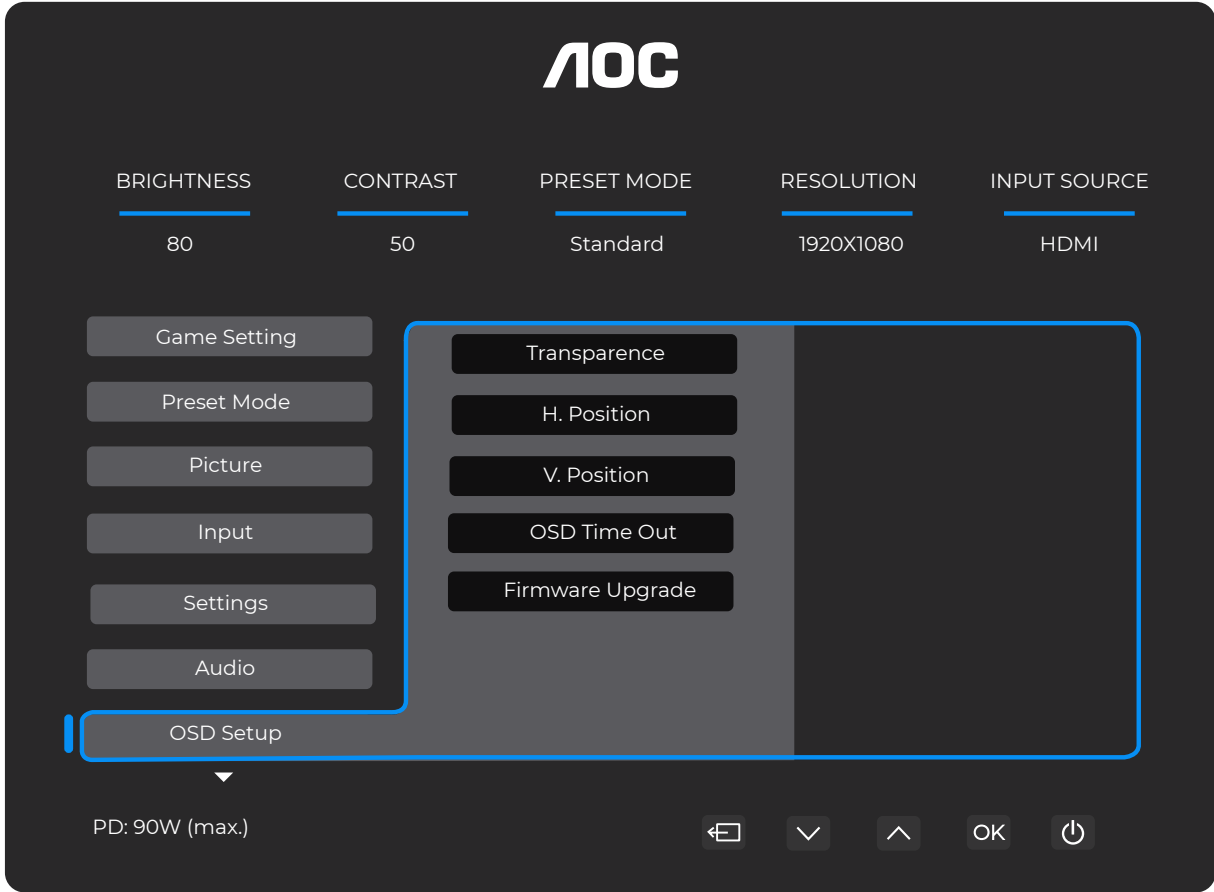 AOC
BRIGHTNESS CONTRAST PRESET MODE RESOLUTION INPUT SOURCE
80 50 Standard 1920X1080 HDMI
Game Setting
Preset Mode
Picture
Input
Settings
Audio
OSD Setup
Transparence
H. Position
V. Position
OSD Time Out
Firmware Upgrade
PD: 90W (max.)
OK